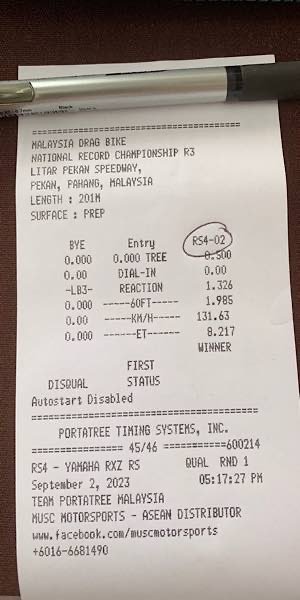 Black
=====================================
MALAYSIA DRAG BIKE
NATIONAL RECORD CHAMPIONSHIP R3
LITAR PEKAN SPEEDWAY,
PEKAN, PAHANG, MALAYSIA
LENGTH : 201M
SURFACE : PREP
BYE Entry RS4-02
0.000 0.000 TREE 0.500
0.00 DIAL-IN 0.00
-LB3- REACTION 1.326
0.000 ------60FT------ 1.985
0.00 -----KM/H------ 131.63
0.000 ------ET------- 8.217
WINNER
FIRST
DISQUAL STATUS
Autostart Disabled
=====================================
PORTATREE TIMING SYSTEMS, INC.
=============== 45/46 ===========600214
RS4 - YAMAHA RXZ RS QUAL RND 1
September 2, 2023 05:17:27 PM
TEAM PORTATREE MALAYSIA
MUSC MOTORSPORTS - ASEAN DISTRIBUTOR
www.facebook.com/muscmotorsports
+6016-6681490